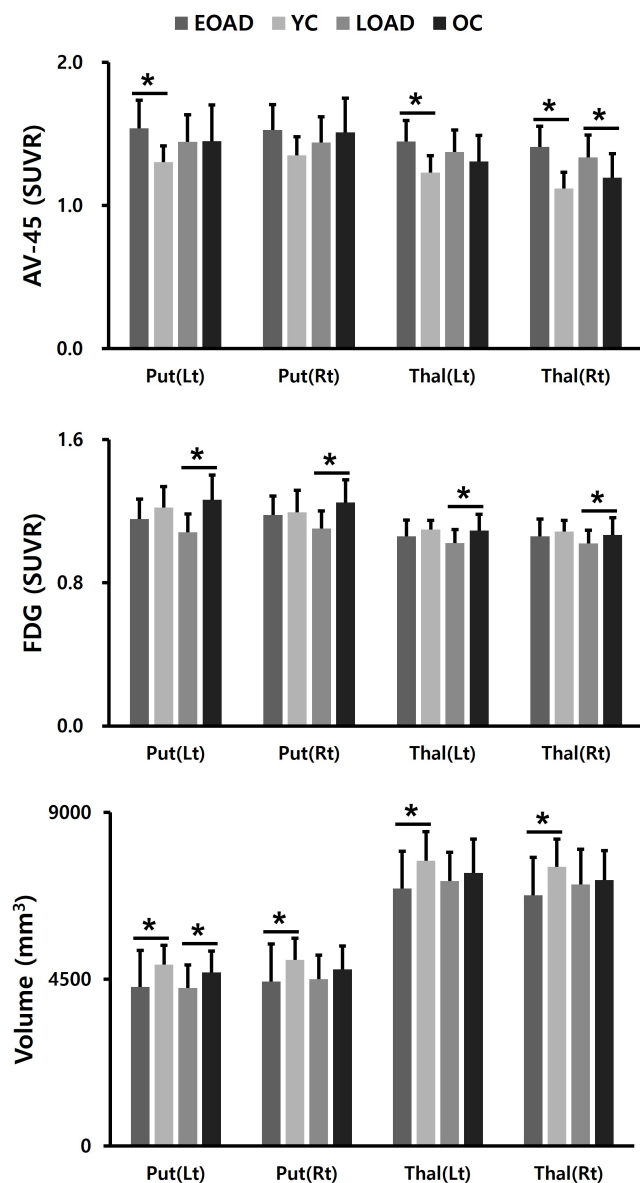 EOAD YC LOAD OC
AV-45 (SUVR)
2.0
1.0
0.0
* * * *
Put(Lt) Put(Rt) Thal(Lt) Thal(Rt)
FDG (SUVR)
1.6
0.8
0.0
* * * *
Put(Lt) Put(Rt) Thal(Lt) Thal(Rt)
Volume (mm³)
9000
4500
0
* * * * *
Put(Lt) Put(Rt) Thal(Lt) Thal(Rt)